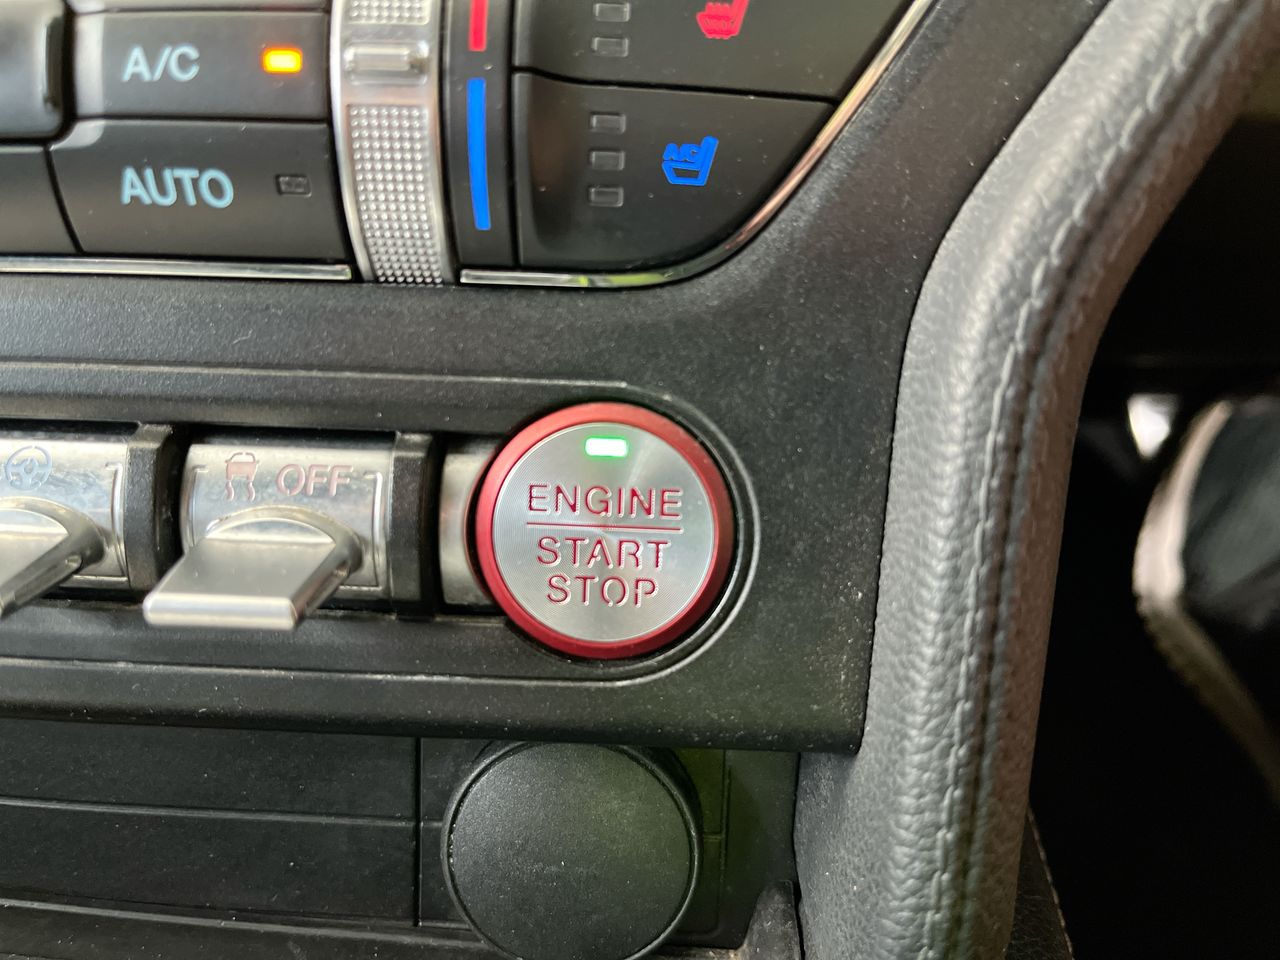 A/C
AUTO
A/C
OFF
ENGINE
START
STOP